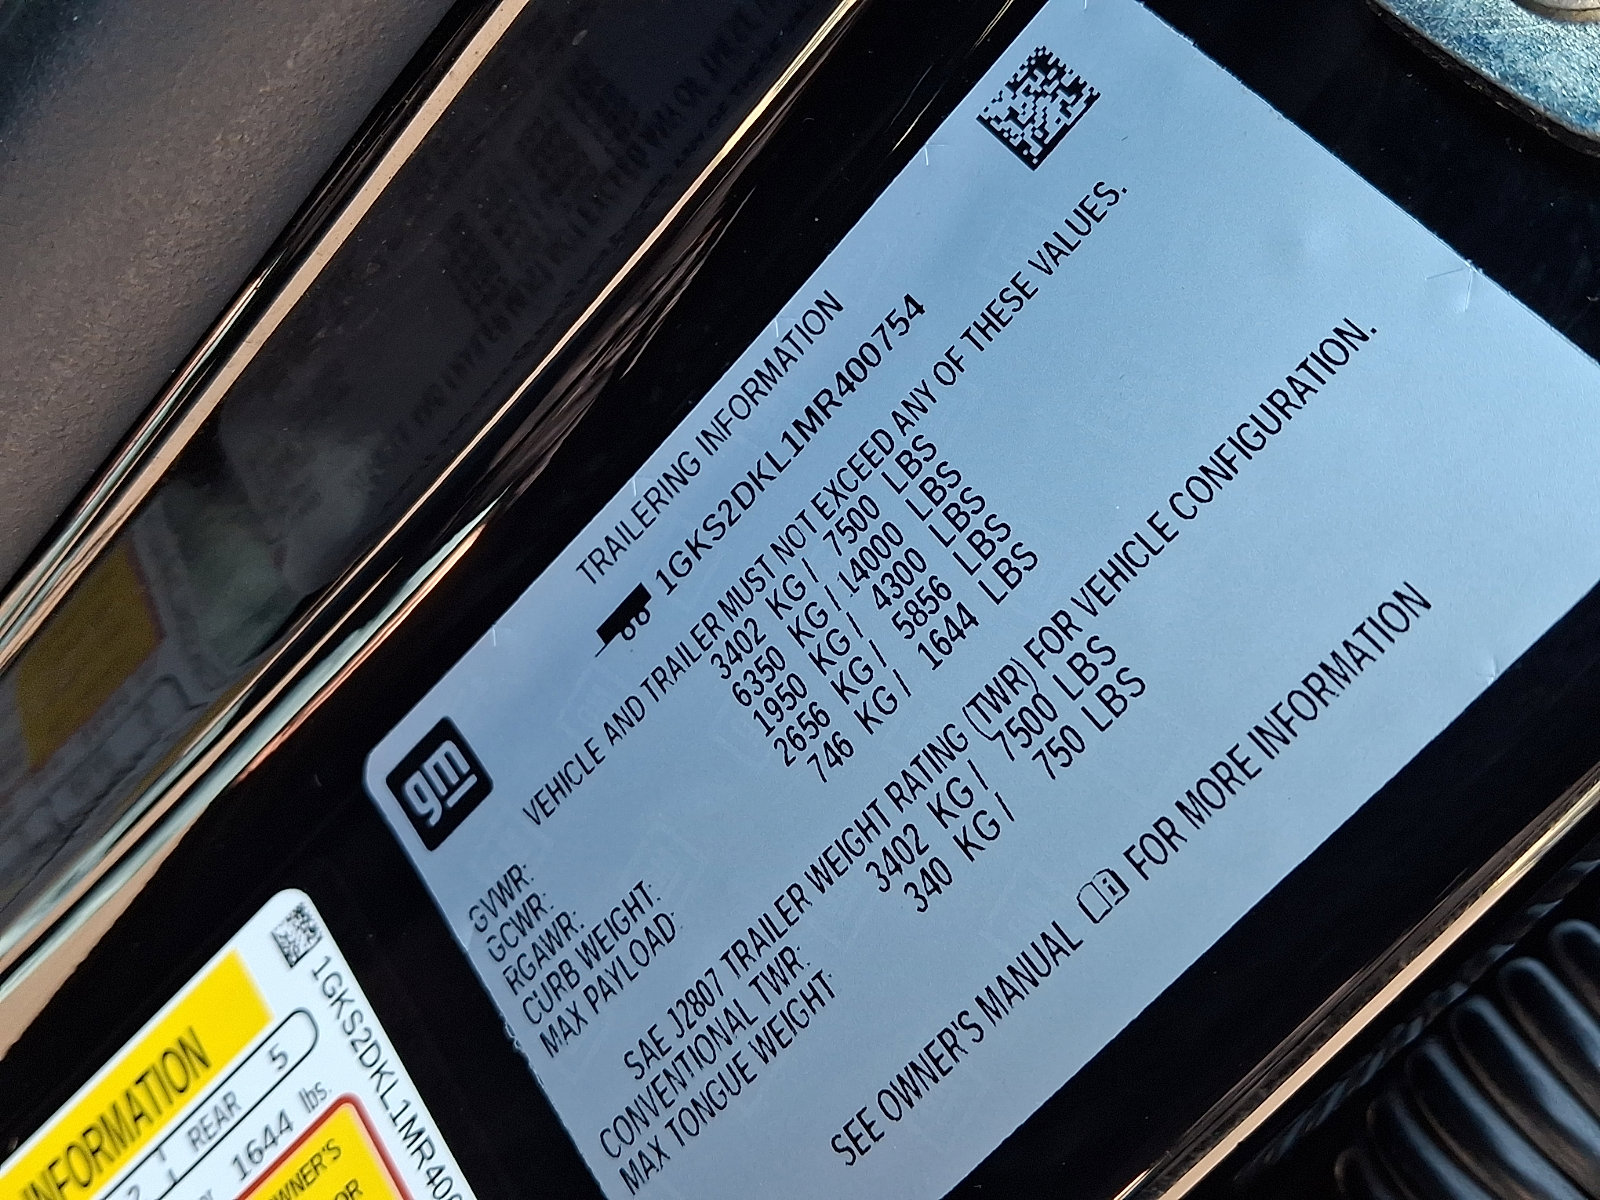 gm
TRAILERING INFORMATION
1GKS2DKL1MR400754
VEHICLE AND TRAILER MUST NOT EXCEED ANY OF THESE VALUES.
GVWR: 3402 KG / 7500 LBS
GCWR: 6350 KG / 14000 LBS
RGAWR: 1950 KG / 4300 LBS
CURB WEIGHT: 2656 KG / 5856 LBS
MAX PAYLOAD: 746 KG / 1644 LBS
SAE J2807 TRAILER WEIGHT RATING (TWR) FOR VEHICLE CONFIGURATION.
CONVENTIONAL TWR: 3402 KG / 7500 LBS
MAX TONGUE WEIGHT: 340 KG / 750 LBS
SEE OWNER'S MANUAL i FOR MORE INFORMATION
1GKS2DKL1MR400
INFORMATION
2 REAR 5
1644 lbs.
OWNER'S